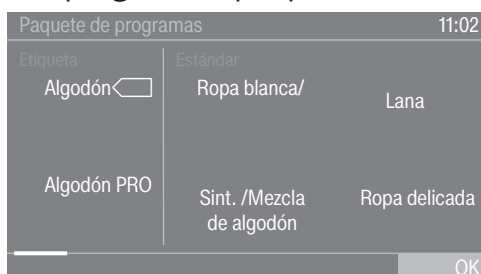 Paquete de programas 11:02
Etiqueta Estándar
Algodón Ropa blanca/ Lana
Algodón PRO Sint. /Mezcla de algodón Ropa delicada
OK